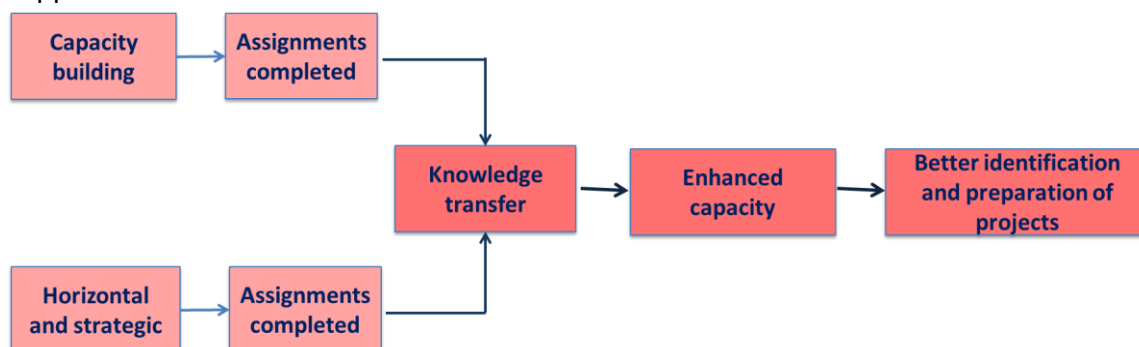 Capacity
building
Assignments
completed
Knowledge
transfer
Enhanced
capacity
Better identification
and preparation of
projects
Horizontal
and strategic
Assignments
completed